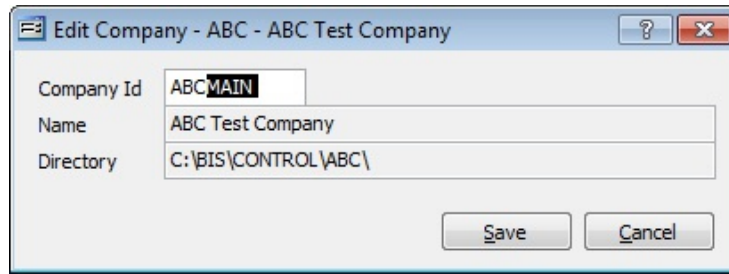 Edit Company - ABC - ABC Test Company
Company Id ABCMAIN
Name ABC Test Company
Directory C:\BIS\CONTROL\ABC\
Save Cancel